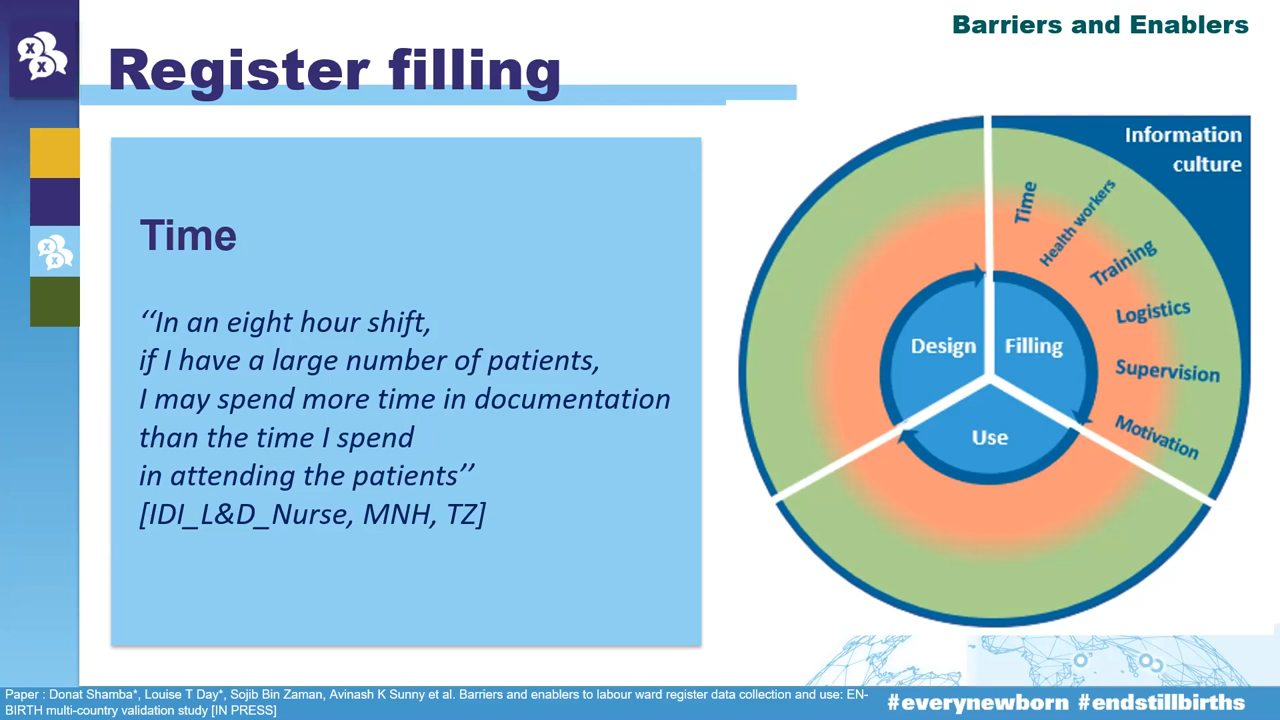 Barriers and Enablers
Register filling
Time
‘‘In an eight hour shift,
if I have a large number of patients,
I may spend more time in documentation
than the time I spend
in attending the patients’’
[IDI_L&D_Nurse, MNH, TZ]
Information
culture
Time
Health workers
Training
Logistics
Supervision
Motivation
Design
Filling
Use
x
x
x
x
Paper : Donat Shamba*, Louise T Day*, Sojib Bin Zaman, Avinash K Sunny et al. Barriers and enablers to labour ward register data collection and use: EN-
BIRTH multi-country validation study [IN PRESS]
#everynewborn #endstillbirths